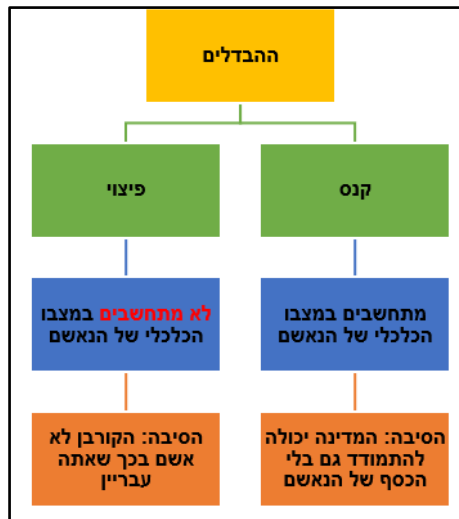 ההבדלים
קנס
פיצוי
מתחשבים במצבו
הכלכלי של הנאשם
לא מתחשבים במצבו
הכלכלי של הנאשם
הסיבה: המדינה יכולה
להתמודד גם בלי
הכסף של הנאשם
הסיבה: הקורבן לא
אשם בכך שאתה
עבריין